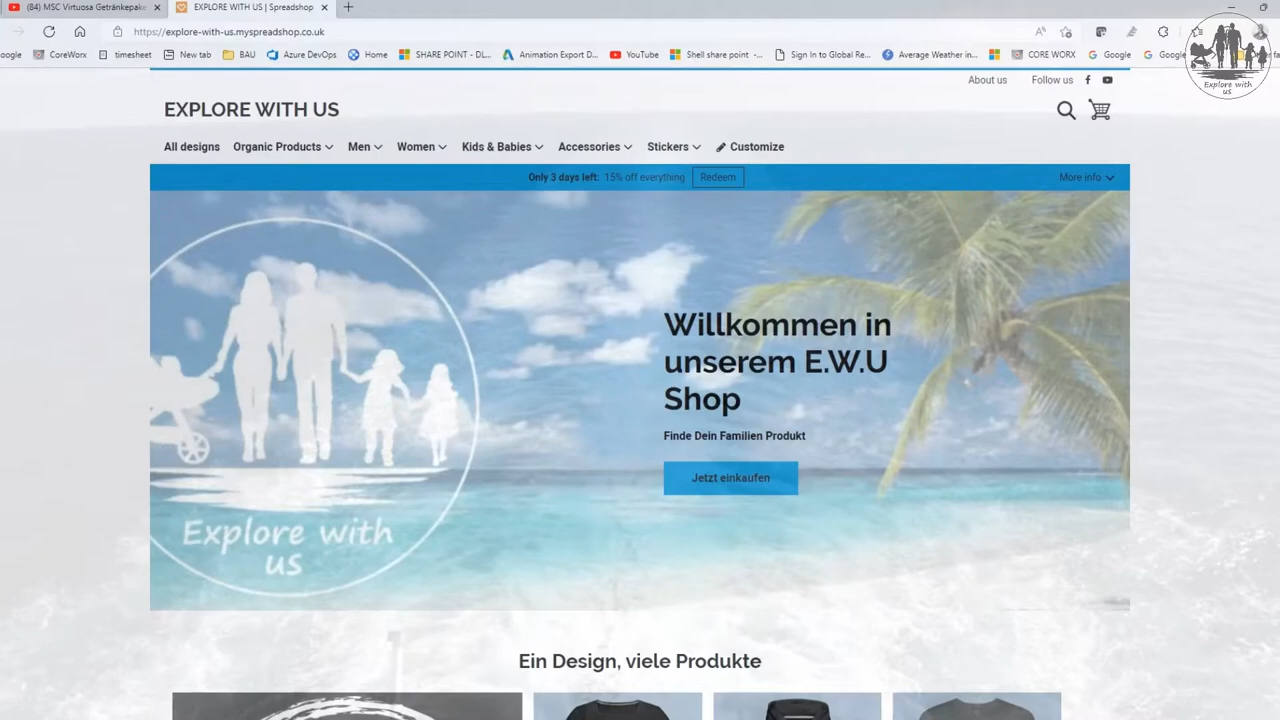 (84) MSC Virtuosa Getränkepake
EXPLORE WITH US | Spreadshop
https://explore-with-us.myspreadshop.co.uk
oogle CoreWorx timesheet New tab BAU Azure DevOps Home SHARE POINT - DL... Animation Export D... YouTube Shell share point - ... Sign In to Global Re... Average Weather in... CORE WORX Google Google
Explore with us
About us Follow us
EXPLORE WITH US
All designs Organic Products Men Women Kids & Babies Accessories Stickers Customize
Only 3 days left: 15% off everything Redeem More info
Willkommen in
unserem E.W.U
Shop
Finde Dein Familien Produkt
Jetzt einkaufen
Explore with
us
Ein Design, viele Produkte